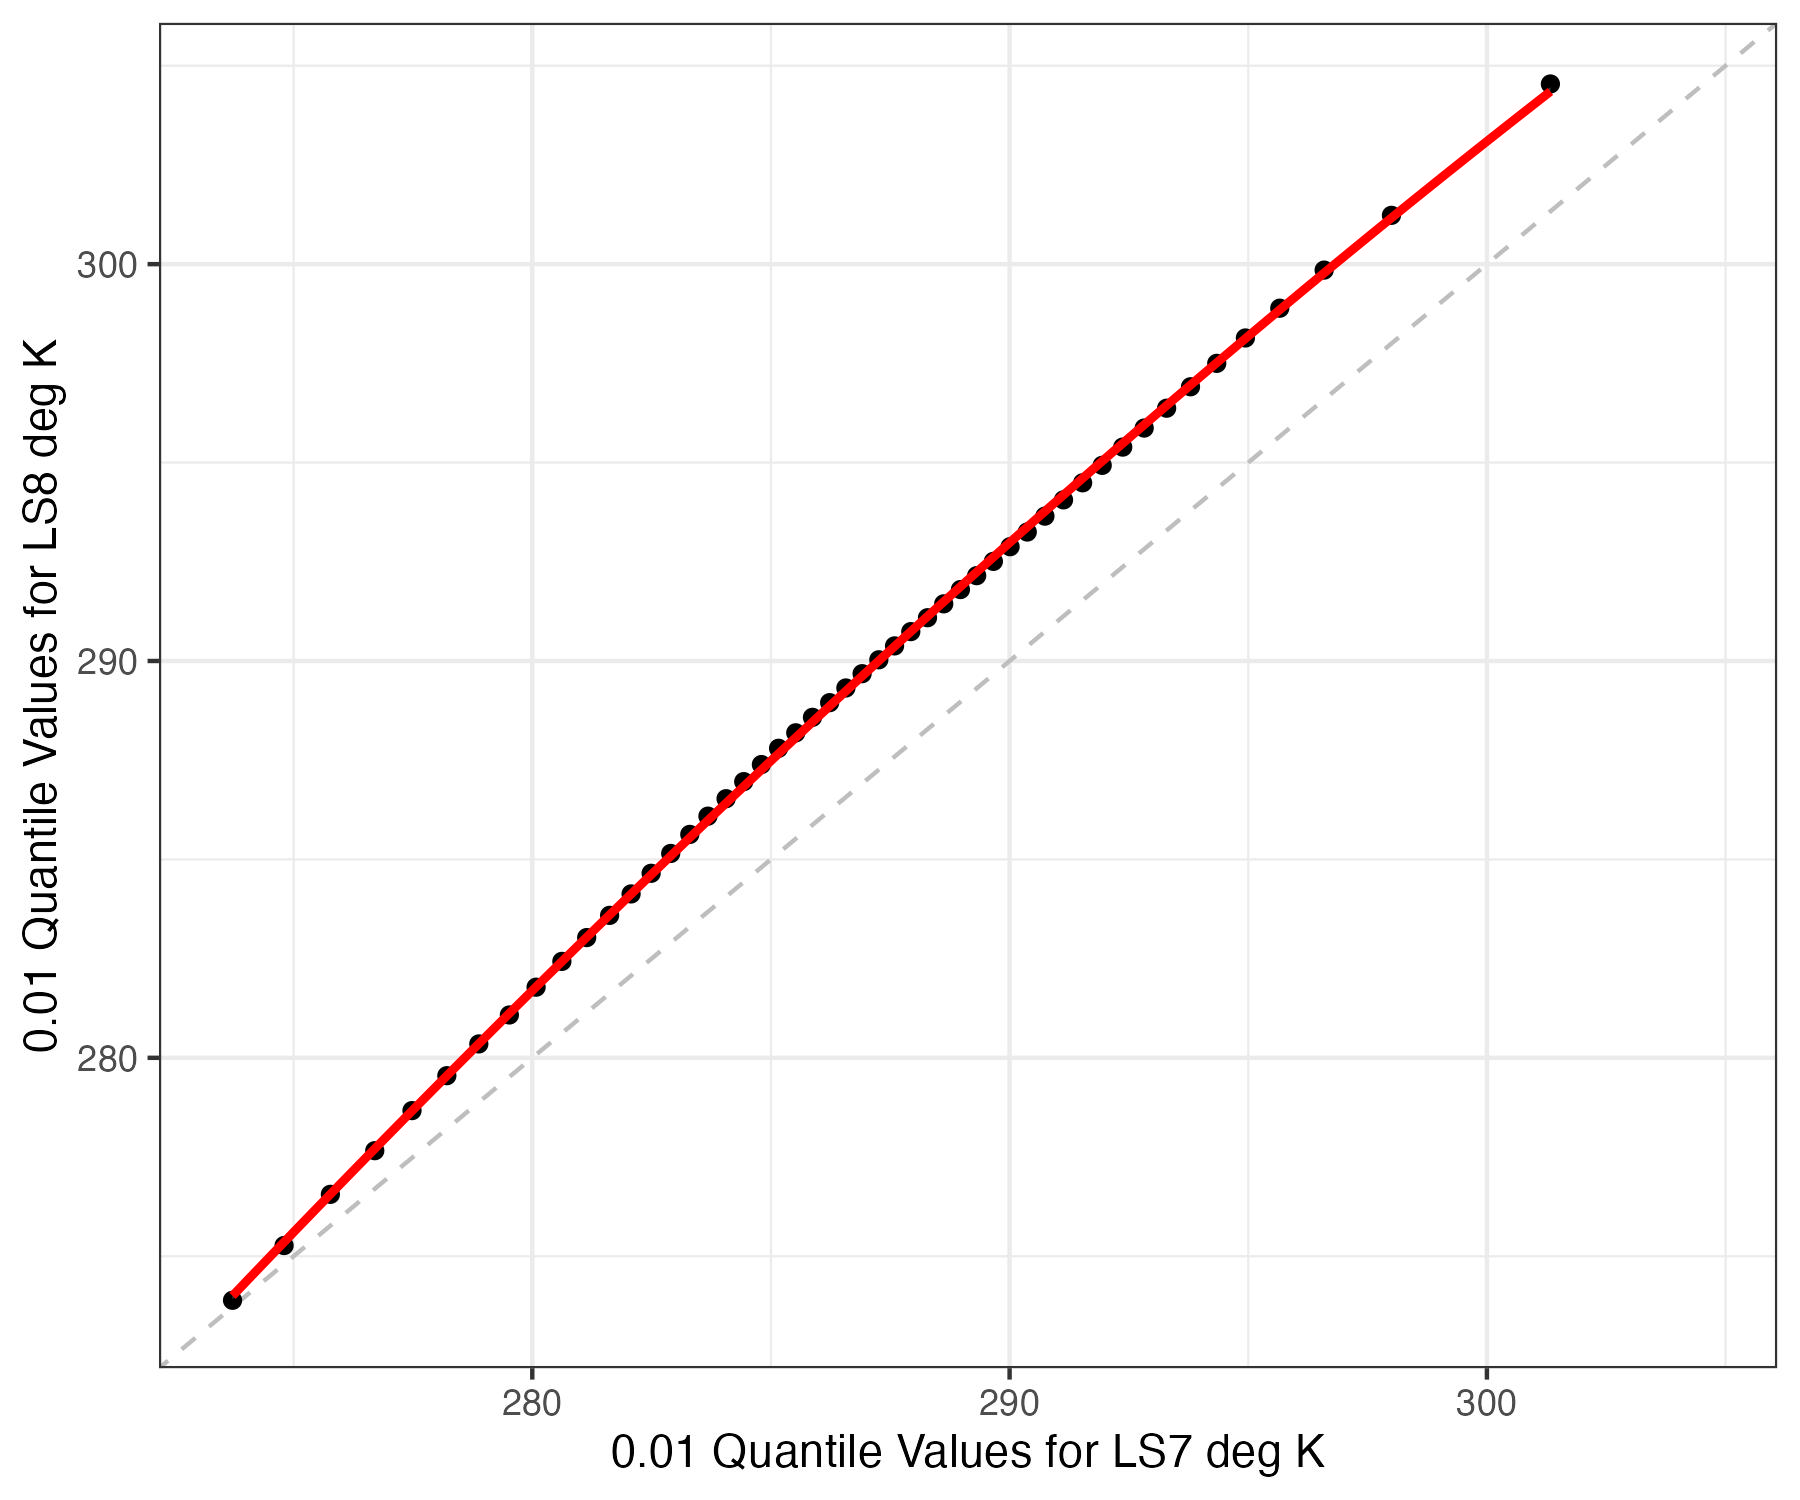 0.01 Quantile Values for LS8 deg K
300
290
280
280 290 300
0.01 Quantile Values for LS7 deg K